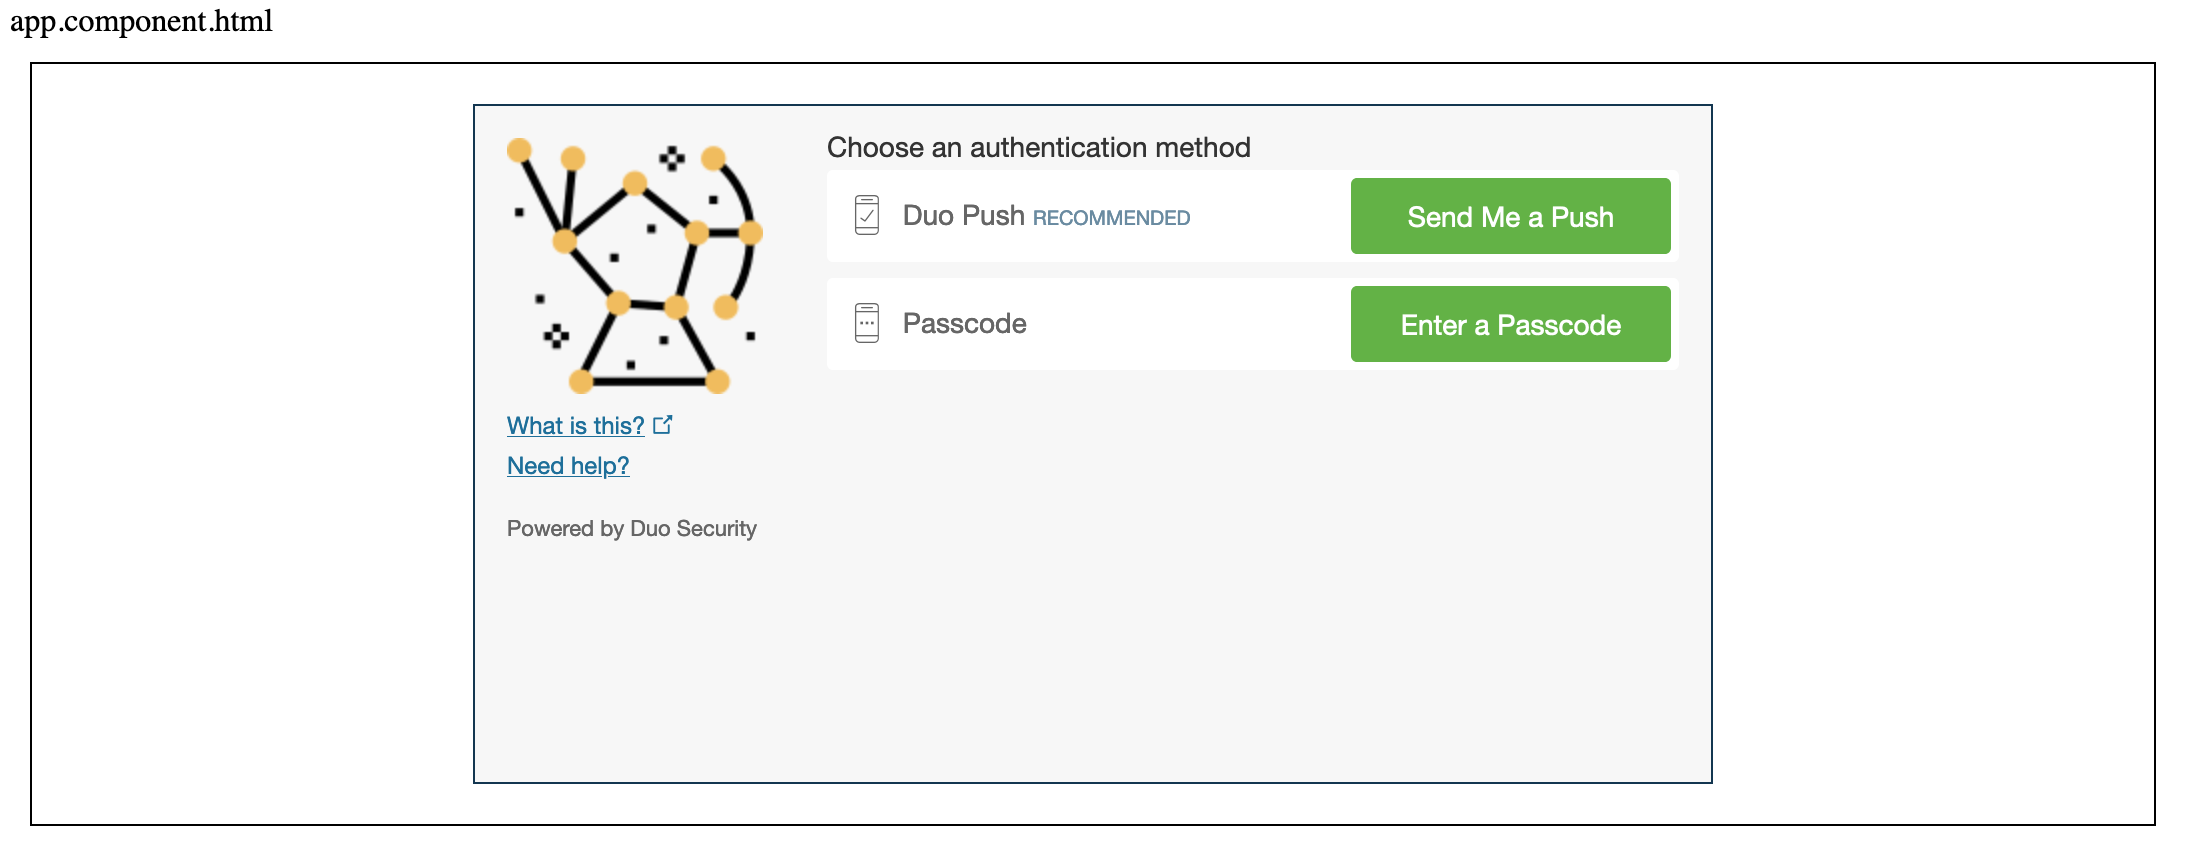 app.component.html
Choose an authentication method
Duo Push RECOMMENDED
Send Me a Push
Passcode
Enter a Passcode
What is this?
Need help?
Powered by Duo Security